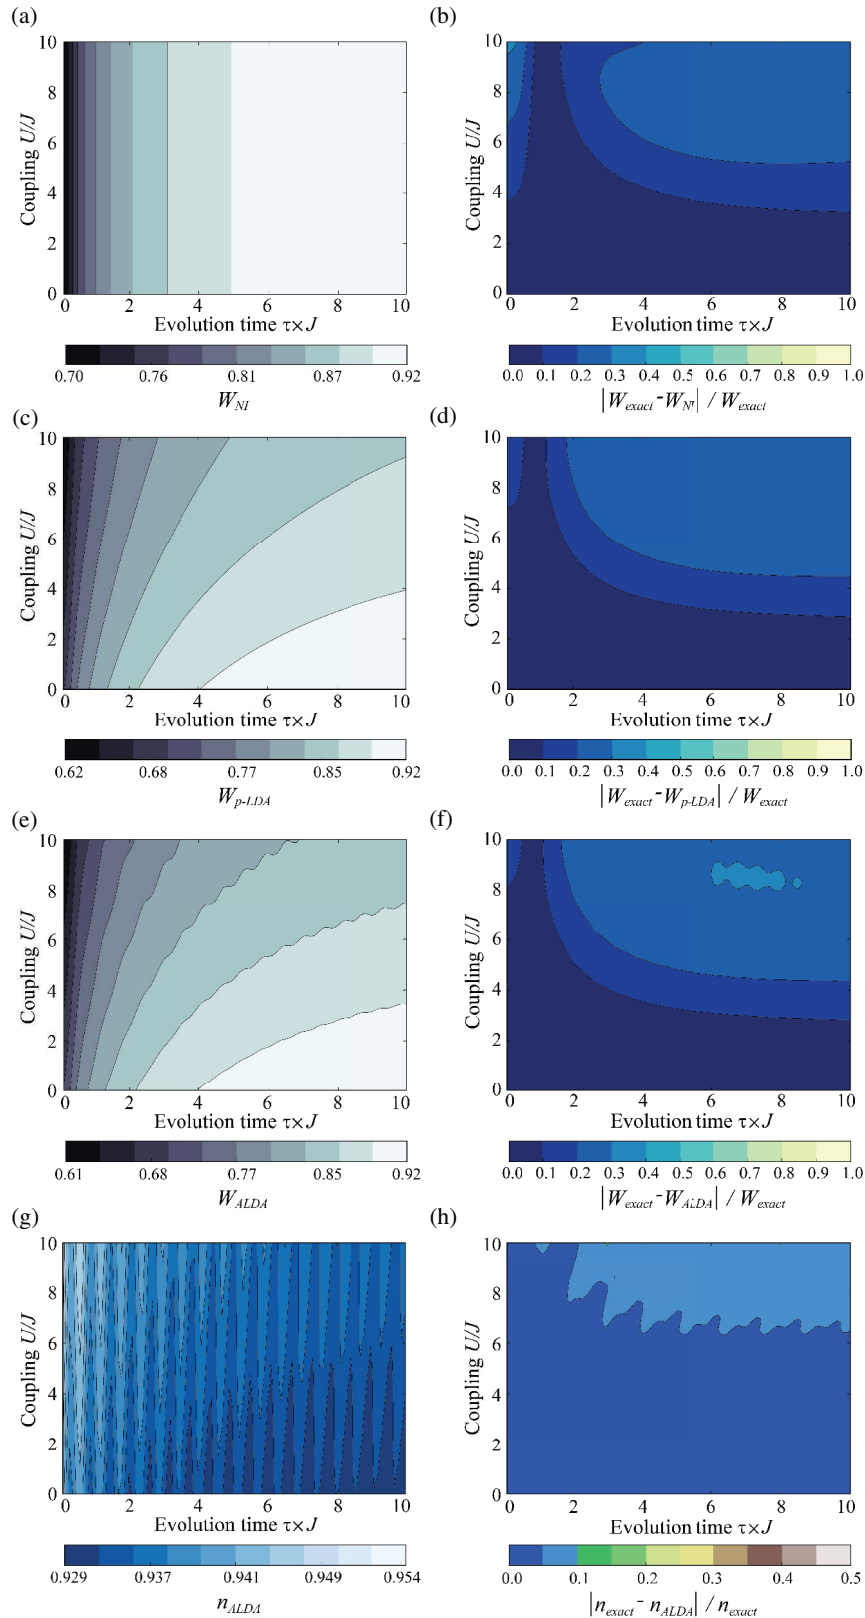 (a)
Coupling U/J
10
8
6
4
2
0
0 2 4 6 8 10
Evolution time τ×J
0.70 0.76 0.81 0.87 0.92
W_NI
(b)
Coupling U/J
10
8
6
4
2
0
0 2 4 6 8 10
Evolution time τ×J
0.0 0.1 0.2 0.3 0.4 0.5 0.6 0.7 0.8 0.9 1.0
|W_exact - W_NI| / W_exact
(c)
Coupling U/J
10
8
6
4
2
0
0 2 4 6 8 10
Evolution time τ×J
0.62 0.68 0.77 0.85 0.92
W_p-LDA
(d)
Coupling U/J
10
8
6
4
2
0
0 2 4 6 8 10
Evolution time τ×J
0.0 0.1 0.2 0.3 0.4 0.5 0.6 0.7 0.8 0.9 1.0
|W_exact - W_p-LDA| / W_exact
(e)
Coupling U/J
10
8
6
4
2
0
0 2 4 6 8 10
Evolution time τ×J
0.61 0.68 0.77 0.85 0.92
W_ALDA
(f)
Coupling U/J
10
8
6
4
2
0
0 2 4 6 8 10
Evolution time τ×J
0.0 0.1 0.2 0.3 0.4 0.5 0.6 0.7 0.8 0.9 1.0
|W_exact - W_ALDA| / W_exact
(g)
Coupling U/J
10
8
6
4
2
0
0 2 4 6 8 10
Evolution time τ×J
0.929 0.937 0.941 0.949 0.954
n_ALDA
(h)
Coupling U/J
10
8
6
4
2
0
0 2 4 6 8 10
Evolution time τ×J
0.0 0.1 0.2 0.3 0.4 0.5
|n_exact - n_ALDA| / n_exact